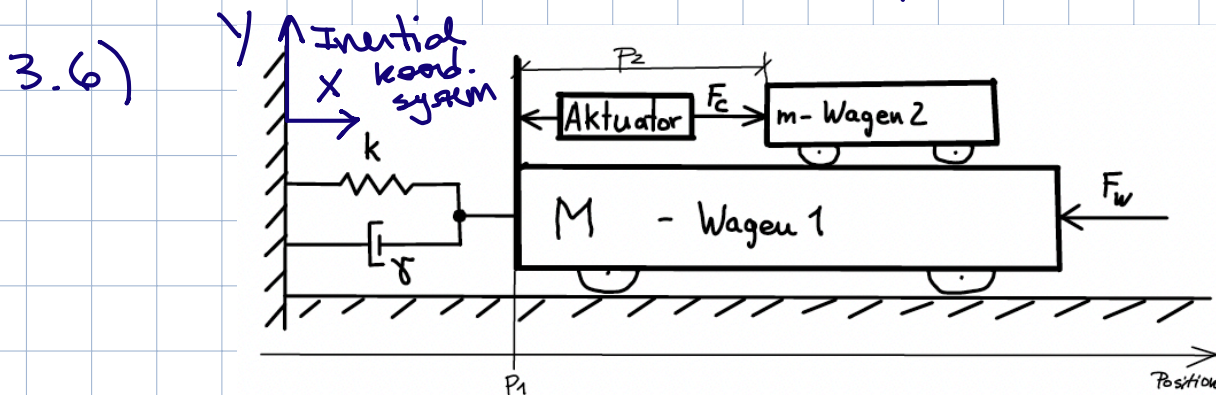 3.6)
y
Inertial
x koord.
system
P2
Aktuator
Fc
m- Wagen 2
k
M - Wagen 1
Fw
γ
P1
Position